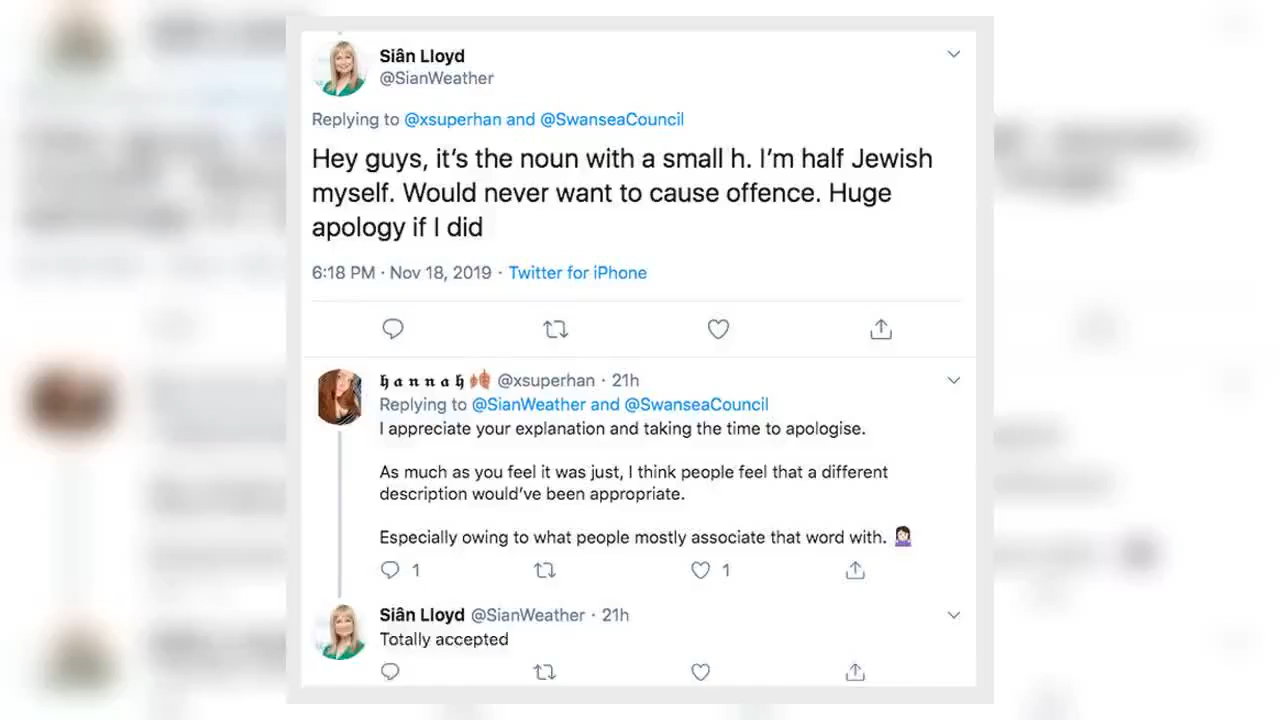 Siân Lloyd
@SianWeather
Replying to @xsuperhan and @SwanseaCouncil
Hey guys, it’s the noun with a small h. I’m half Jewish
myself. Would never want to cause offence. Huge
apology if I did
6:18 PM · Nov 18, 2019 · Twitter for iPhone
𝖍 𝖆 𝖓 𝖓 𝖆 𝖍 @xsuperhan · 21h
Replying to @SianWeather and @SwanseaCouncil
I appreciate your explanation and taking the time to apologise.
As much as you feel it was just, I think people feel that a different
description would’ve been appropriate.
Especially owing to what people mostly associate that word with.
1 1
Siân Lloyd @SianWeather · 21h
Totally accepted